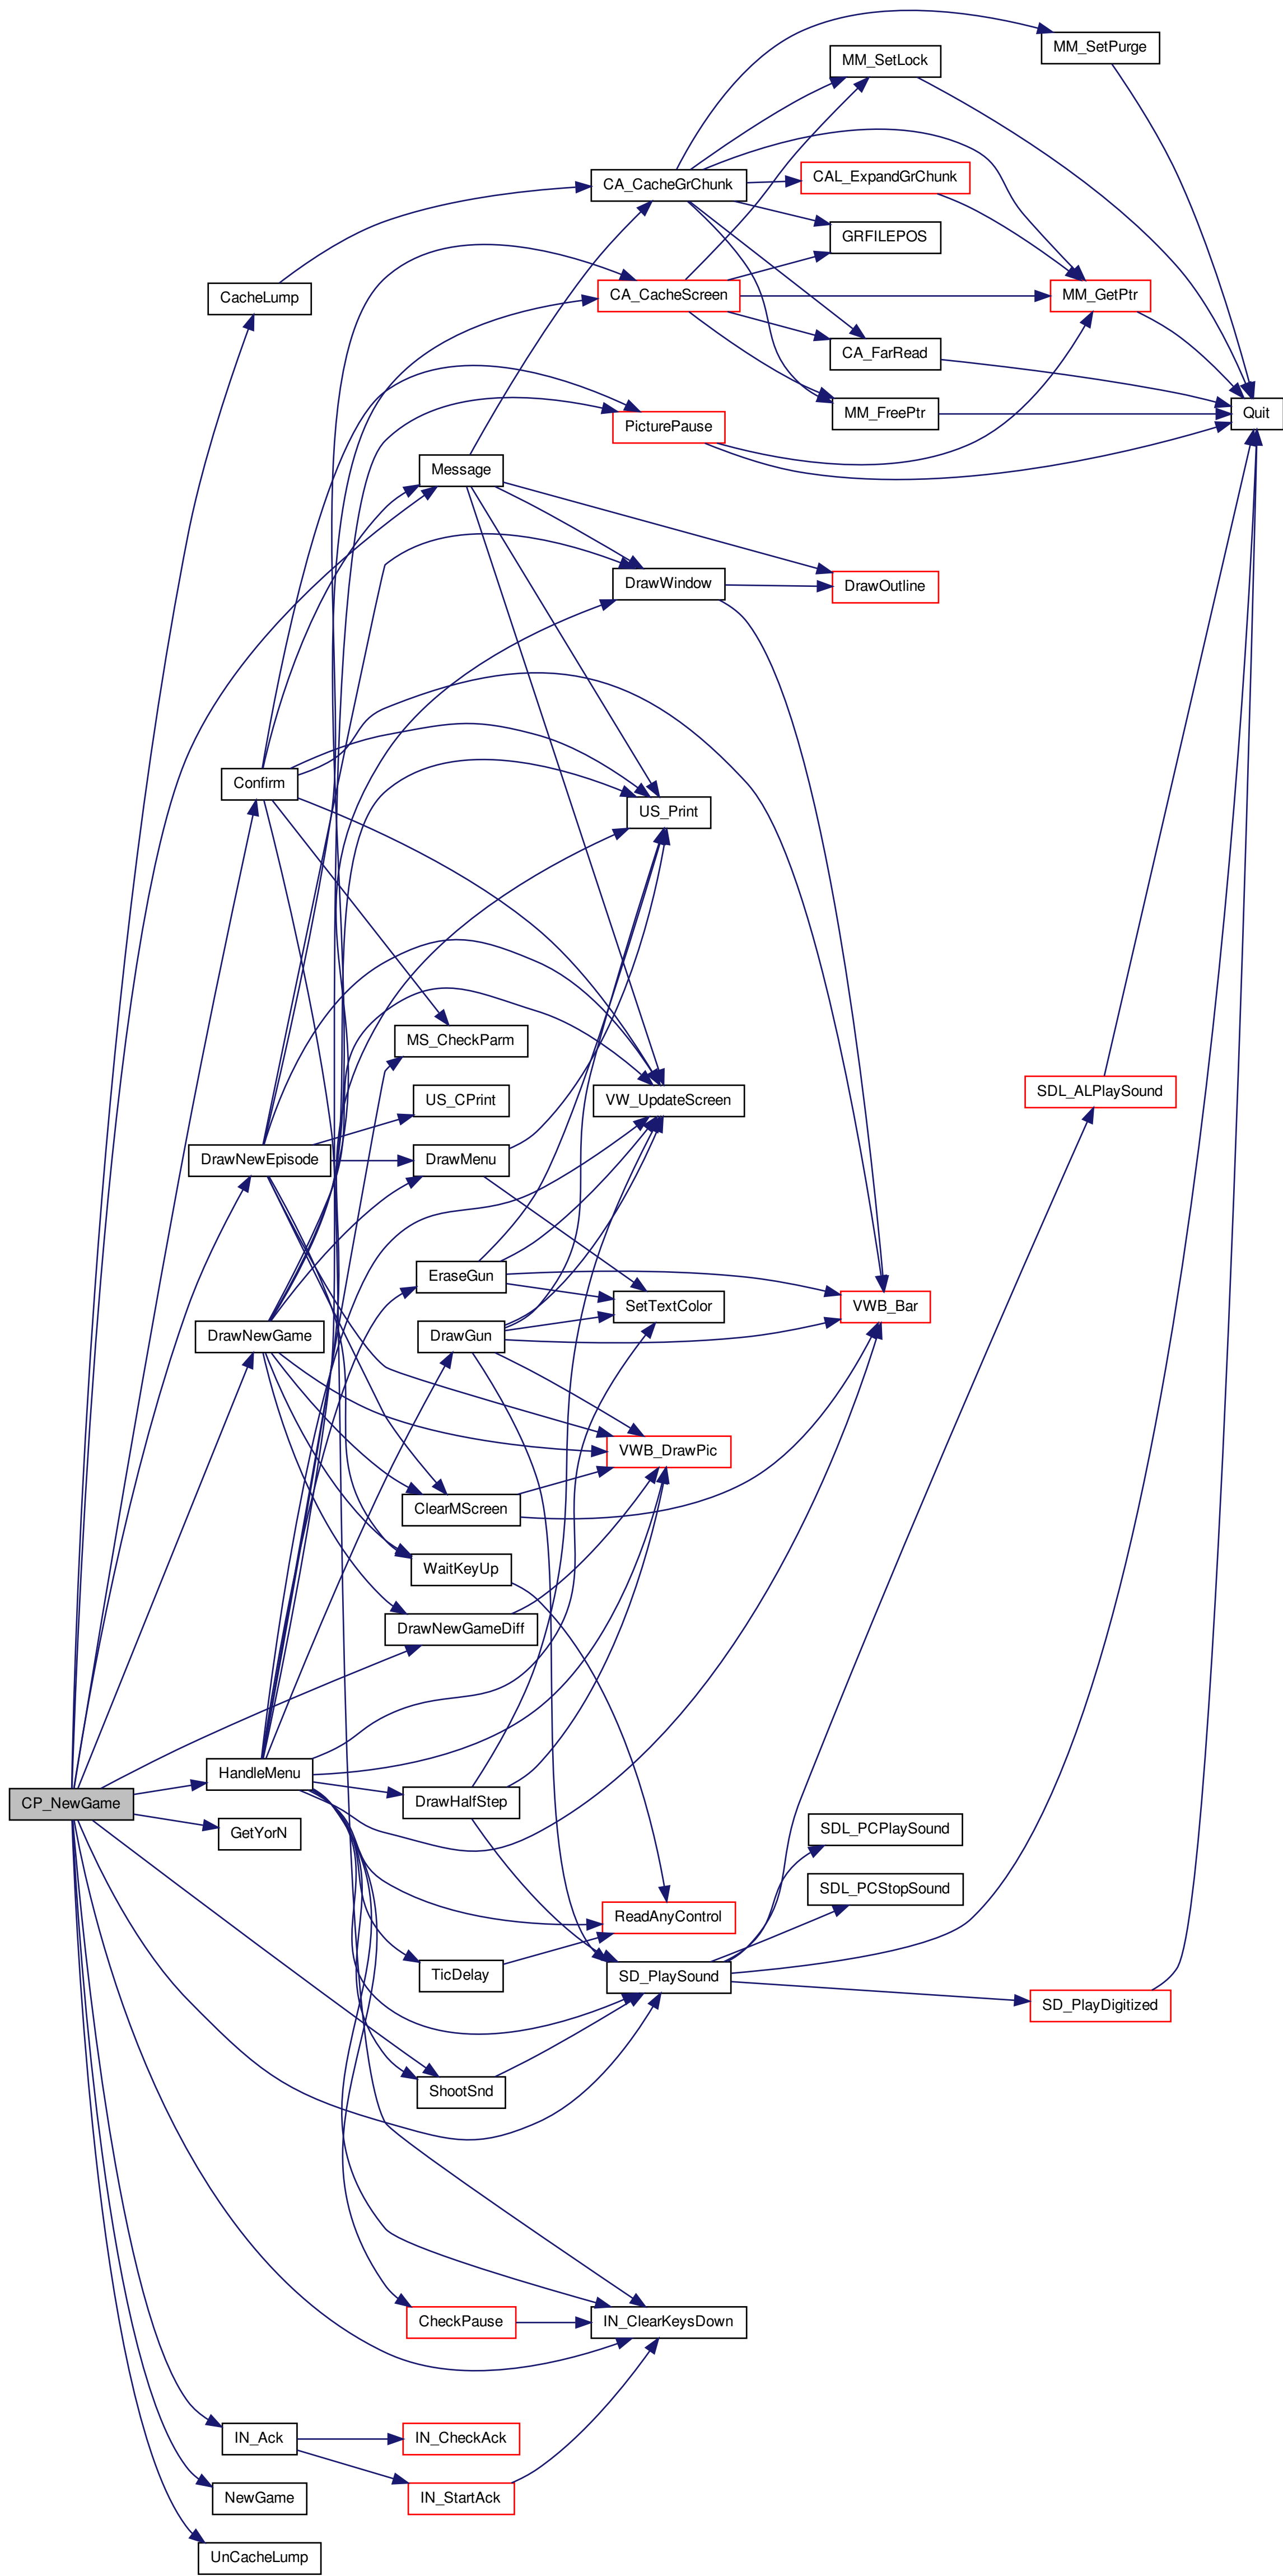 MM_SetPurge
MM_SetLock
CA_CacheGrChunk
CAL_ExpandGrChunk
GRFILEPOS
CacheLump
CA_CacheScreen
MM_GetPtr
CA_FarRead
MM_FreePtr
Quit
PicturePause
Message
DrawWindow
DrawOutline
Confirm
US_Print
MS_CheckParm
SDL_ALPlaySound
US_CPrint
VW_UpdateScreen
DrawNewEpisode
DrawMenu
EraseGun
SetTextColor
VWB_Bar
DrawNewGame
DrawGun
VWB_DrawPic
ClearMScreen
WaitKeyUp
DrawNewGameDiff
HandleMenu
CP_NewGame
DrawHalfStep
GetYorN
SDL_PCPlaySound
SDL_PCStopSound
ReadAnyControl
TicDelay
SD_PlaySound
SD_PlayDigitized
ShootSnd
CheckPause
IN_ClearKeysDown
IN_Ack
IN_CheckAck
NewGame
IN_StartAck
UnCacheLump